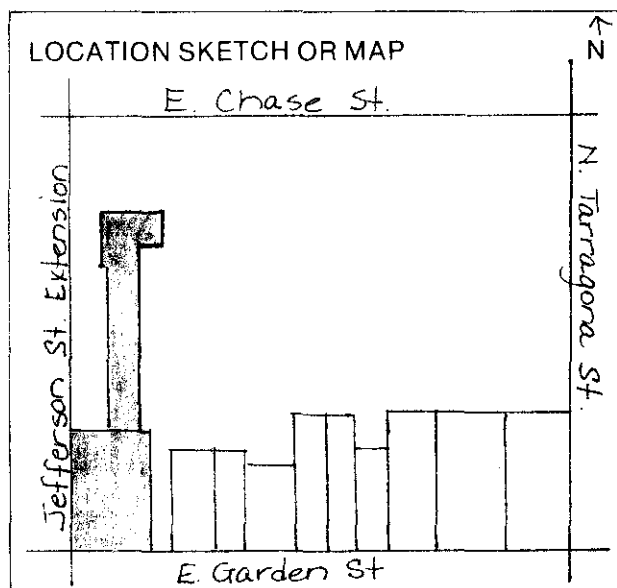 LOCATION SKETCH OR MAP
N
E. Chase St.
Jefferson St. Extension
N. Tarragona St.
E. Garden St